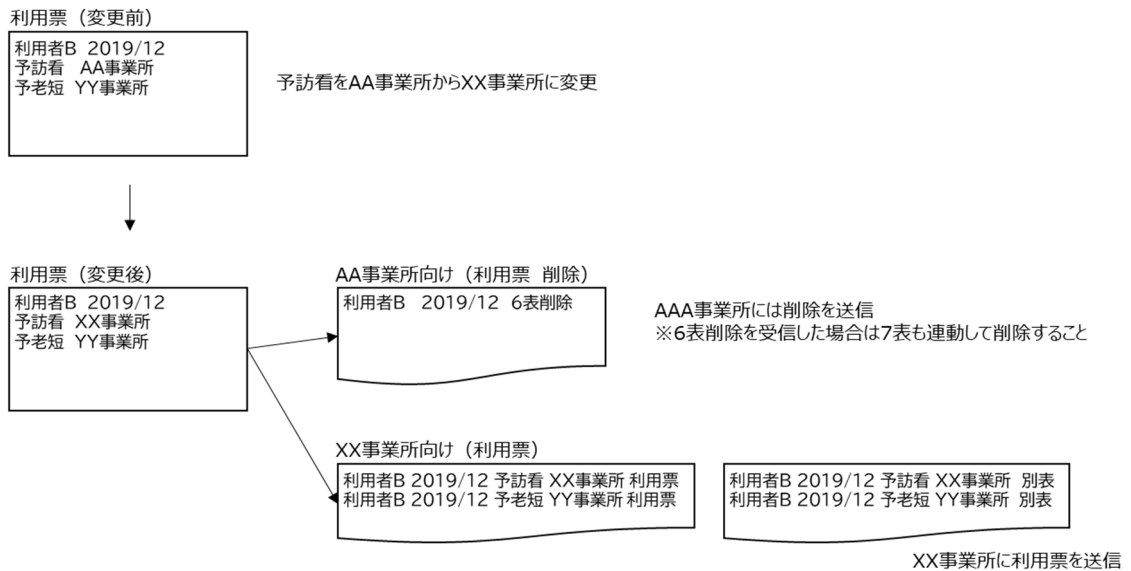 利用票（変更前）
利用者B 2019/12
予訪看 AA事業所
予老短 YY事業所
予訪看をAA事業所からXX事業所に変更
利用票（変更後）
利用者B 2019/12
予訪看 XX事業所
予老短 YY事業所
AA事業所向け（利用票 削除）
利用者B 2019/12 6表削除
AAA事業所には削除を送信
※6表削除を受信した場合は7表も連動して削除すること
XX事業所向け（利用票）
利用者B 2019/12 予訪看 XX事業所 利用票
利用者B 2019/12 予老短 YY事業所 利用票
利用者B 2019/12 予訪看 XX事業所 別表
利用者B 2019/12 予老短 YY事業所 別表
XX事業所に利用票を送信